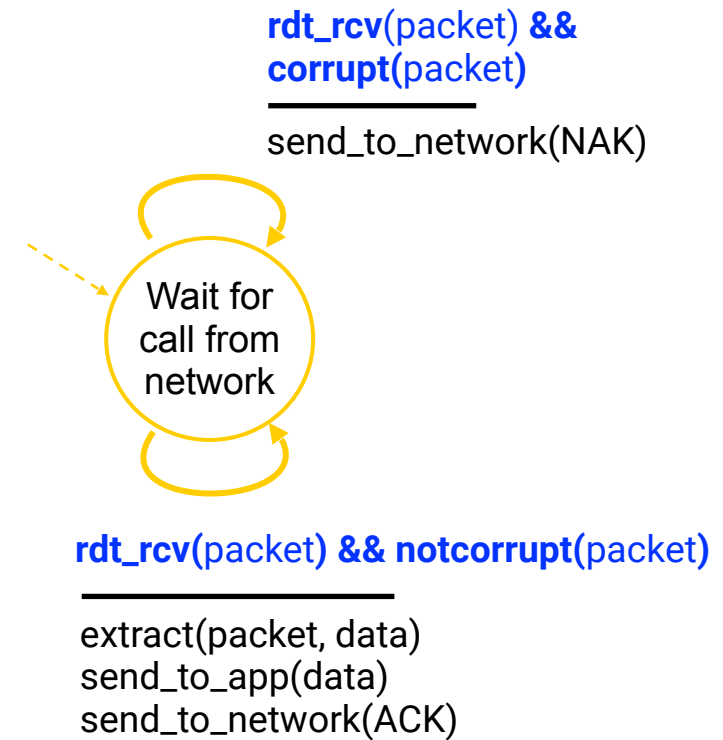 rdt_rcv(packet) &&
corrupt(packet)
send_to_network(NAK)
Wait for
call from
network
rdt_rcv(packet) && notcorrupt(packet)
extract(packet, data)
send_to_app(data)
send_to_network(ACK)